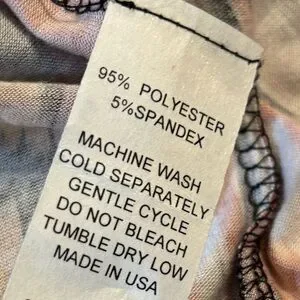 95% POLYESTER
5%SPANDEX
MACHINE WASH
COLD SEPARATELY
GENTLE CYCLE
DO NOT BLEACH
TUMBLE DRY LOW
MADE IN USA